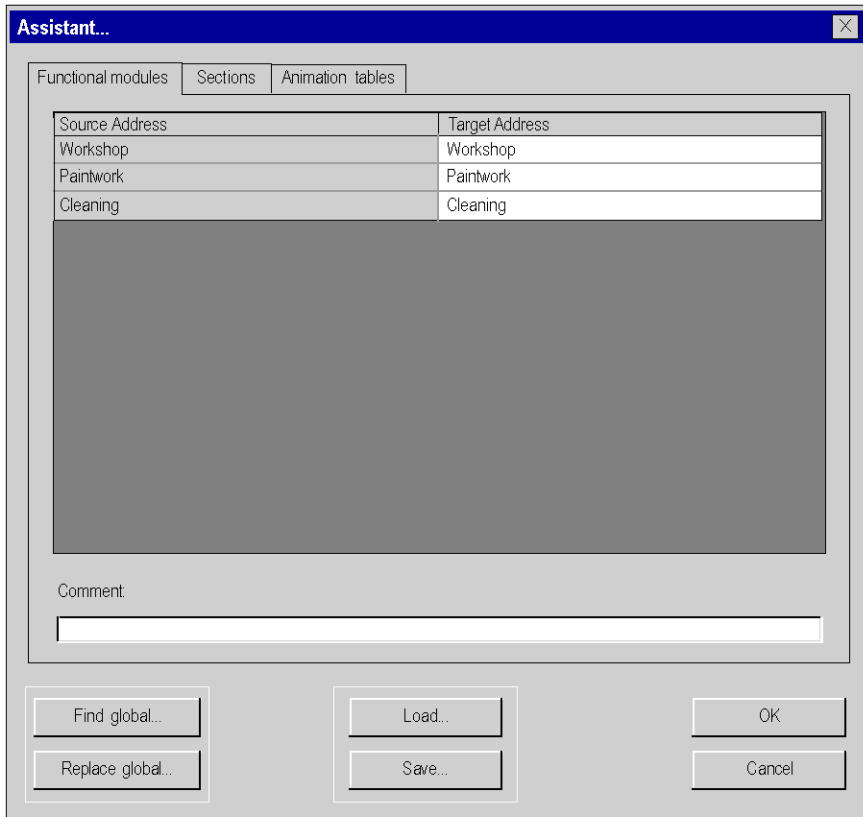 Assistant...
Functional modules Sections Animation tables
Source Address Target Address
Workshop Workshop
Paintwork Paintwork
Cleaning Cleaning
Comment:
Find global... Load... OK
Replace global... Save... Cancel